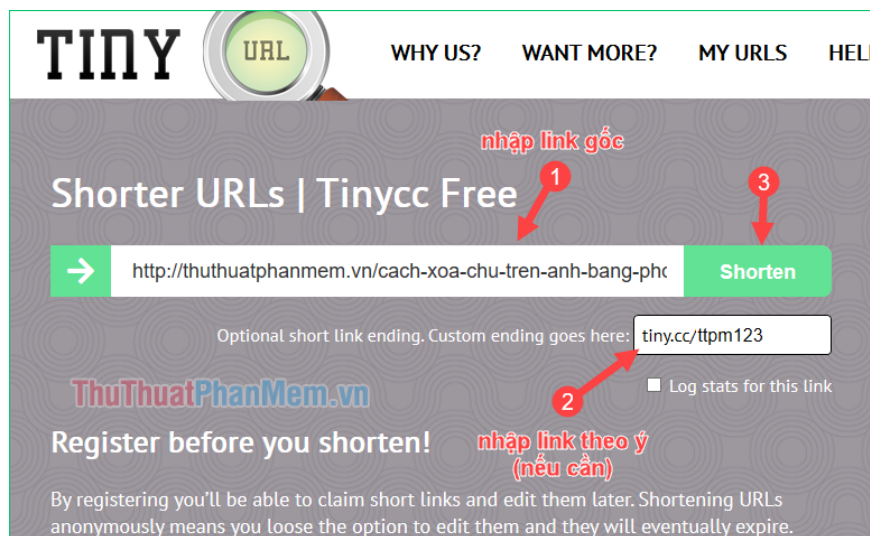 TINY URL WHY US? WANT MORE? MY URLS
nhập link gốc
1
3
Shorter URLs | Tinycc Free
http://thuthuatphanmem.vn/cach-xoa-chu-tren-anh-bang-pho
Shorten
Optional short link ending. Custom ending goes here: tiny.cc/ttpm123
Log stats for this link
ThuThuatPhanMem.vn
2
Register before you shorten!
nhập link theo ý
(nếu cần)
By registering you'll be able to claim short links and edit them later. Shortening URLs
anonymously means you loose the option to edit them and they will eventually expire.